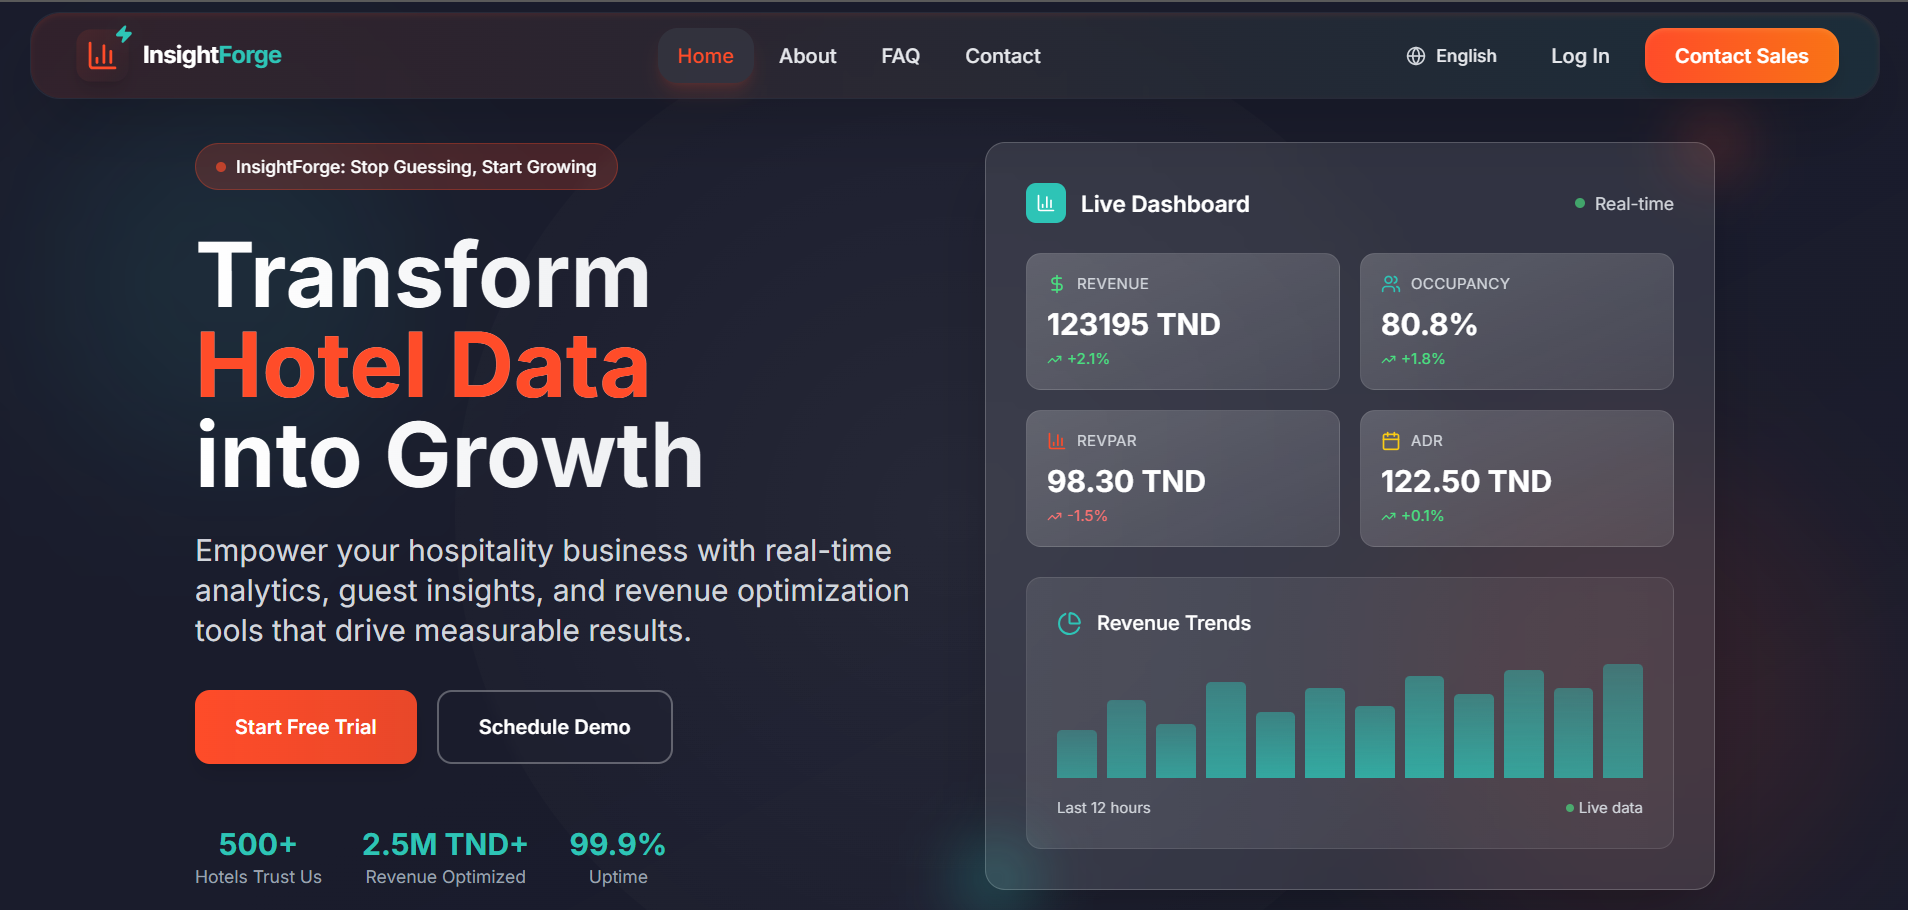 InsightForge
Home
About
FAQ
Contact
English
Log In
Contact Sales
InsightForge: Stop Guessing, Start Growing
Transform
Hotel Data
into Growth
Empower your hospitality business with real-time
analytics, guest insights, and revenue optimization
tools that drive measurable results.
Start Free Trial
Schedule Demo
500+
Hotels Trust Us
2.5M TND+
Revenue Optimized
99.9%
Uptime
Live Dashboard
Real-time
REVENUE
123195 TND
+2.1%
OCCUPANCY
80.8%
+1.8%
REVPAR
98.30 TND
-1.5%
ADR
122.50 TND
+0.1%
Revenue Trends
Last 12 hours
Live data